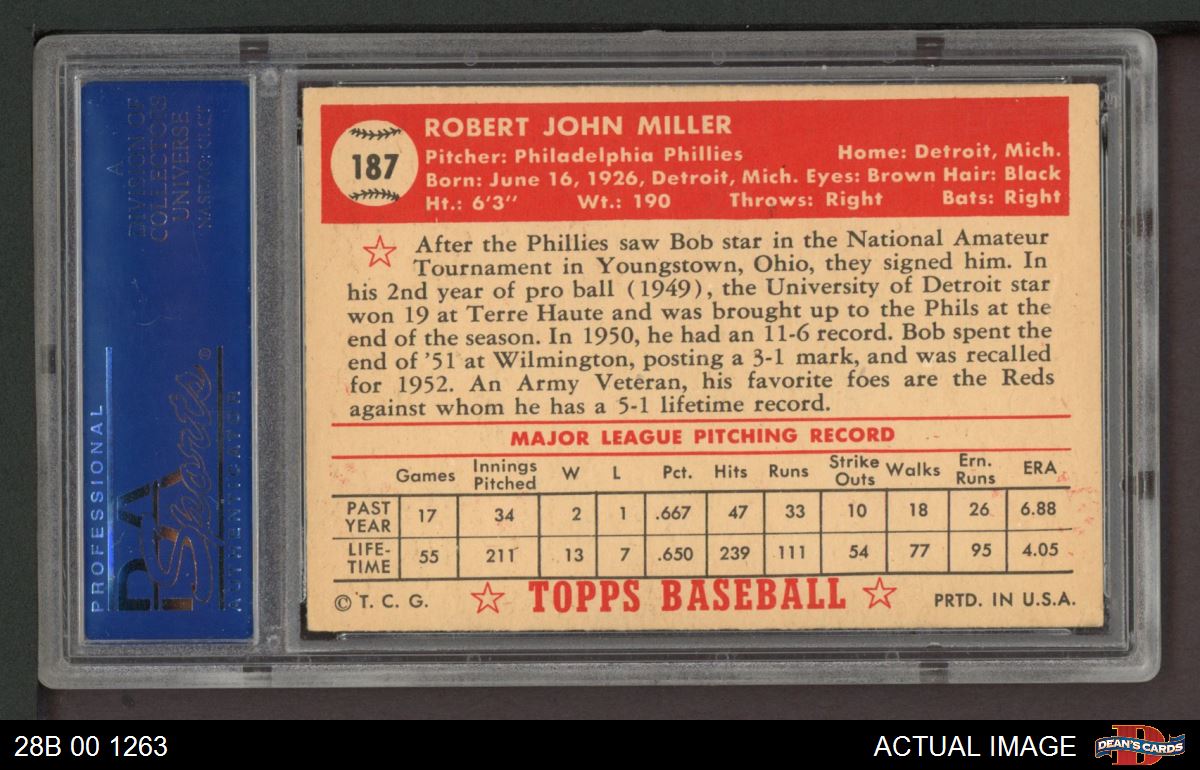 187
ROBERT JOHN MILLER
Pitcher: Philadelphia Phillies Home: Detroit, Mich.
Born: June 16, 1926, Detroit, Mich. Eyes: Brown Hair: Black
Ht.: 6'3" Wt.: 190 Throws: Right Bats: Right
After the Phillies saw Bob star in the National Amateur
Tournament in Youngstown, Ohio, they signed him. In
his 2nd year of pro ball (1949), the University of Detroit star
won 19 at Terre Haute and was brought up to the Phils at the
end of the season. In 1950, he had an 11-6 record. Bob spent the
end of '51 at Wilmington, posting a 3-1 mark, and was recalled
for 1952. An Army Veteran, his favorite foes are the Reds
against whom he has a 5-1 lifetime record.
MAJOR LEAGUE PITCHING RECORD
Games Innings Pitched W L Pct. Hits Runs Strike Outs Walks Ern. Runs ERA
PAST YEAR 17 34 2 1 .667 47 33 10 18 26 6.88
LIFE-TIME 55 211 13 7 .650 239 111 54 77 95 4.05
© T. C. G. TOPPS BASEBALL PRTD. IN U.S.A.
A
DIVISION OF
COLLECTORS
UNIVERSE
NASDAQ: CLCT
PROFESSIONAL
PSA
Sports®
AUTHENTICATOR
28B 00 1263
ACTUAL IMAGE
DEAN'S CARDS